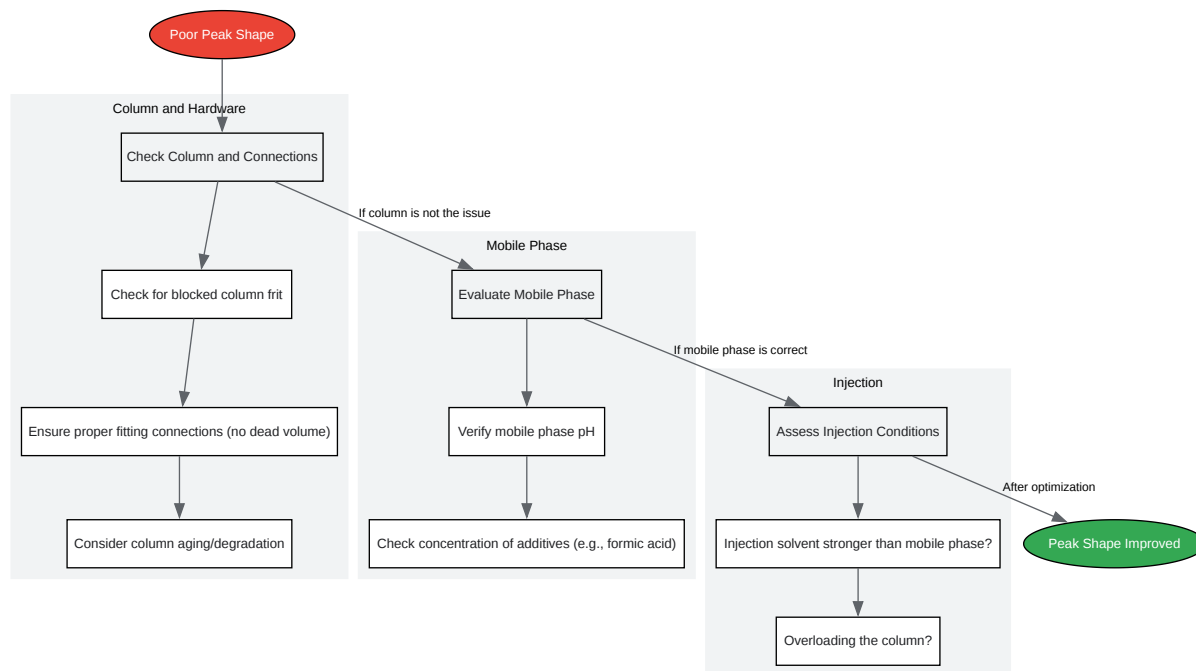 Poor Peak Shape
Column and Hardware
Check Column and Connections
If column is not the issue
Mobile Phase
Check for blocked column frit
Evaluate Mobile Phase
If mobile phase is correct
Injection
Ensure proper fitting connections (no dead volume)
Verify mobile phase pH
Assess Injection Conditions
After optimization
Consider column aging/degradation
Check concentration of additives (e.g., formic acid)
Injection solvent stronger than mobile phase?
Peak Shape Improved
Overloading the column?